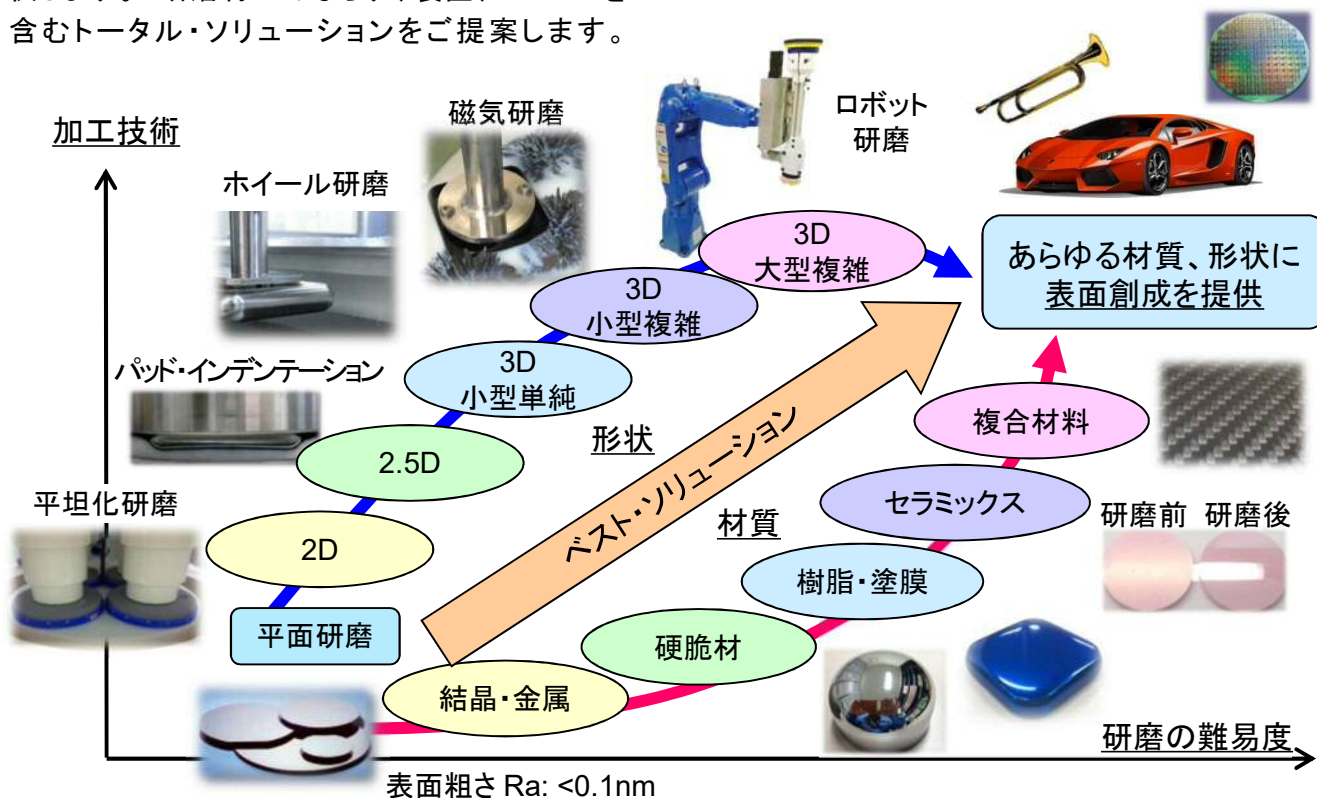 含むトータル・ソリューションをご提案します。
加工技術
磁気研磨
ロボット
研磨
ホイール研磨
3D
大型複雑
あらゆる材質、形状に
表面創成を提供
3D
小型複雑
3D
小型単純
パッド・インデンテーション
形状
ベスト・ソリューション
複合材料
2.5D
平坦化研磨
セラミックス
材質
研磨前 研磨後
2D
樹脂・塗膜
平面研磨
硬脆材
結晶・金属
研磨の難易度
表面粗さ Ra: <0.1nm